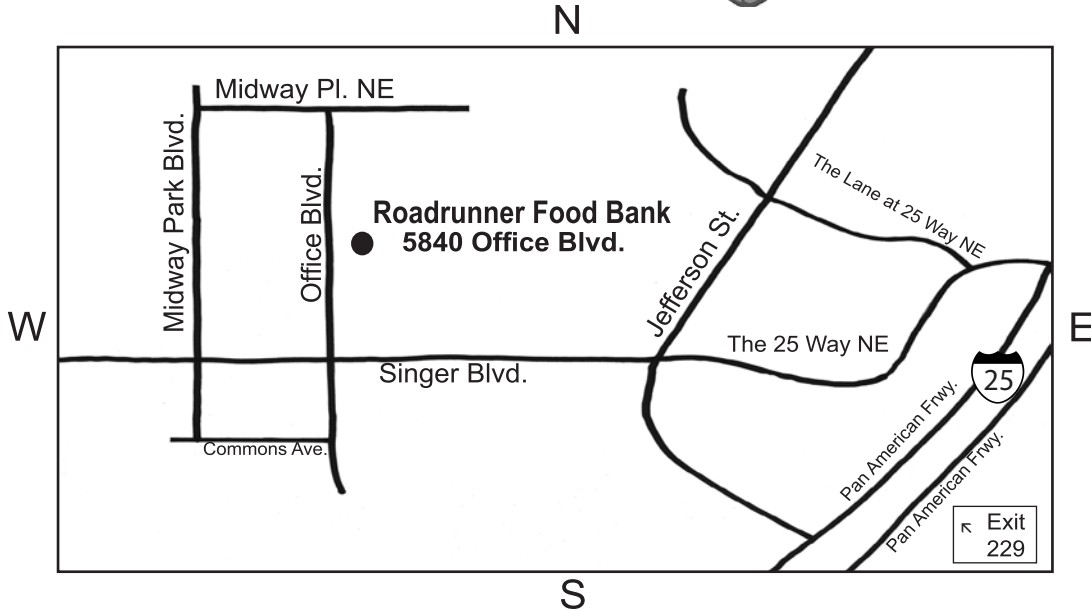 N
Midway Pl. NE
Midway Park Blvd.
Office Blvd.
Roadrunner Food Bank
5840 Office Blvd.
The Lane at 25 Way NE
Jefferson St.
W
E
The 25 Way NE
Singer Blvd.
25
Commons Ave.
Pan American Frwy.
Pan American Frwy.
Exit
229
S